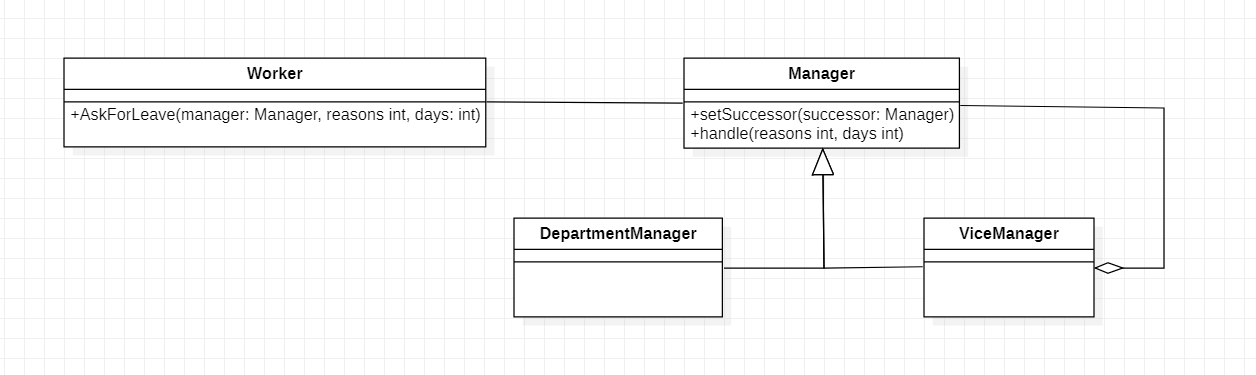 Worker
+AskForLeave(manager: Manager, reasons int, days: int)
Manager
+setSuccessor(successor: Manager)
+handle(reasons int, days int)
DepartmentManager
ViceManager